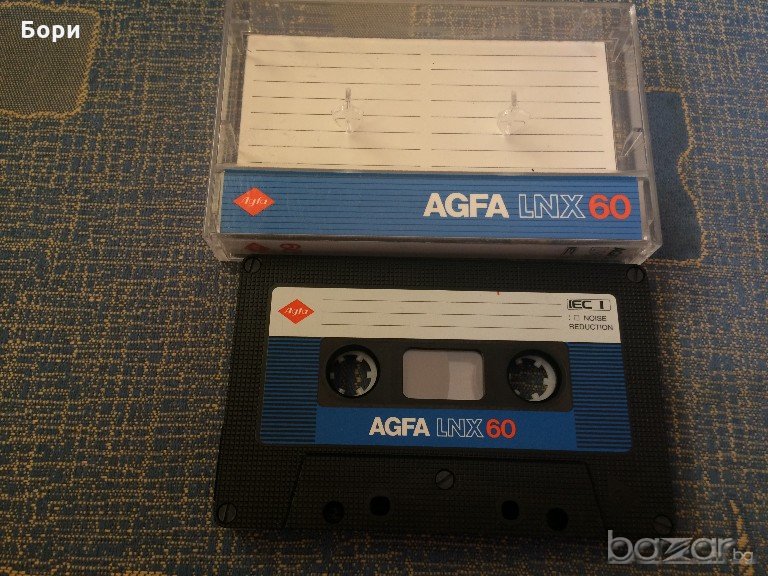 Бори
Agfa
AGFA LNX 60
Agfa
IEC I
NOISE
REDUCTION
AGFA LNX 60
bazar.bg